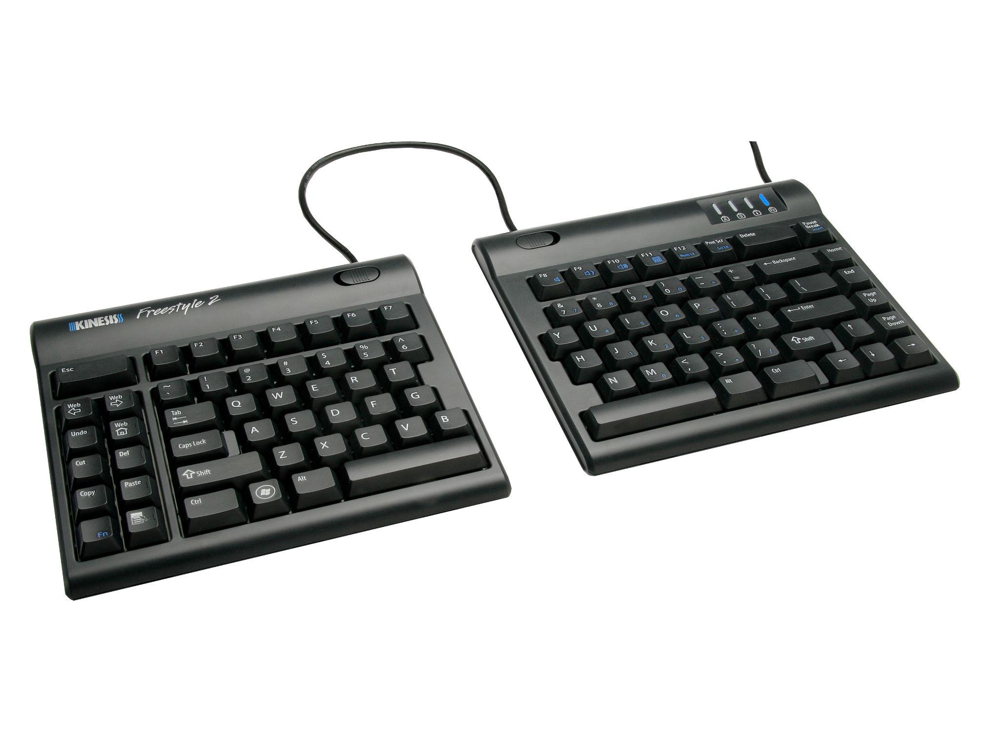 KINESIS Freestyle 2
Esc F1 F2 F3 F4 F5 F6 F7
Web Web ~ ` ! 1 @ 2 # 3 $ 4 % 5 ^ 6
Undo Web Tab Q W E R T
Cut Del Caps Lock A S D F G
Copy Paste Shift Z X C V B
Fn Ctrl Alt
A 9 Fn
F8 F9 F10 F11 F12 Num Lk Prnt Scr Scr Lk Delete Pause Break Insert
& 7 7 * 8 8 ( 9 9 ) 0 0 — - * + = Backspace Home
Y U 4 I 5 O 6 P – { [ } ] | \ End
H J 1 K 2 L 3 : ; + " , Enter Page Up
N M 0 < , > . • ? / / Shift Page Down
Alt Ctrl